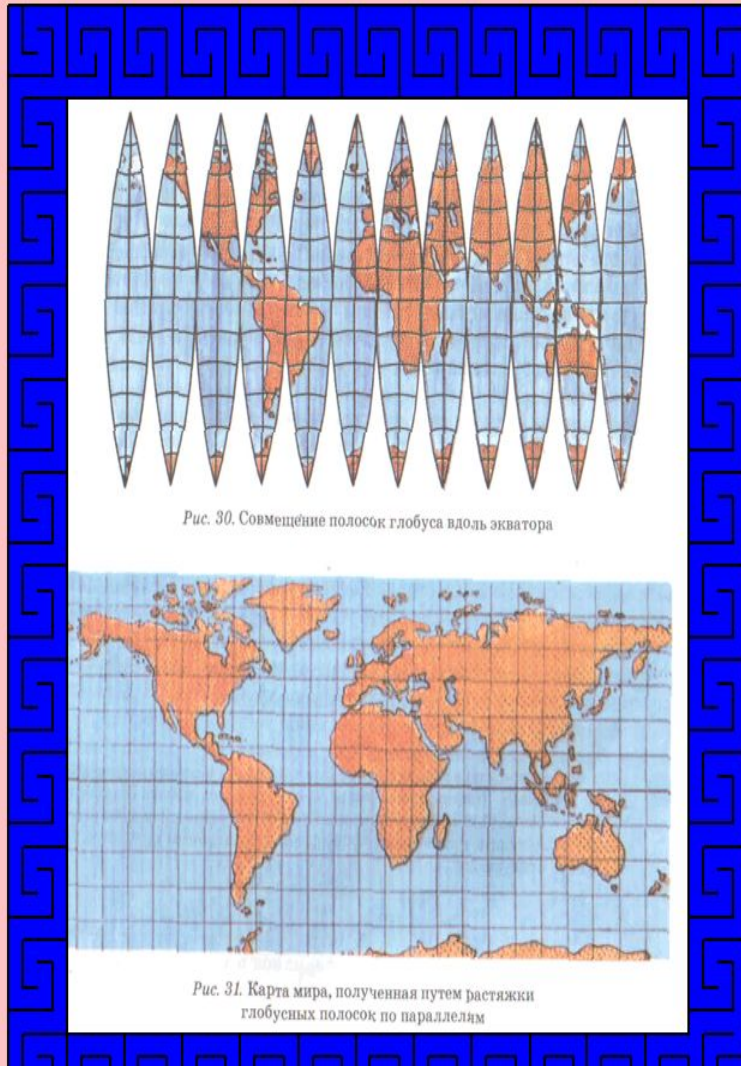 Рис. 30. Совмещение полосок глобуса вдоль экватора
Рис. 31. Карта мира, полученная путем растяжки
глобусных полосок по параллелям